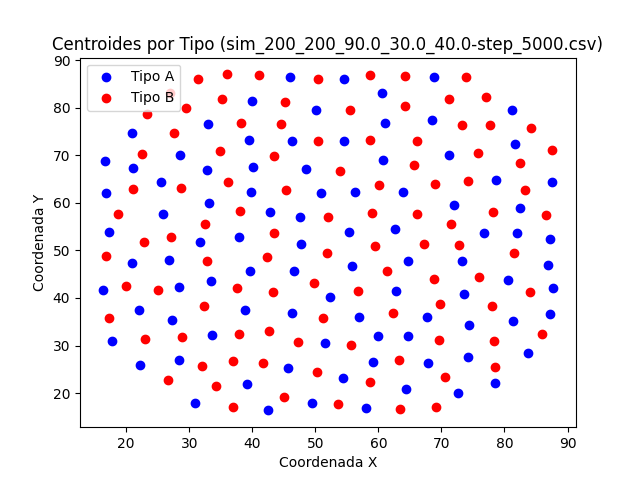 Centroides por Tipo (sim_200_200_90.0_30.0_40.0-step_5000.csv)
Tipo A
Tipo B
Coordenada Y
90
80
70
60
50
40
30
20
20 30 40 50 60 70 80 90
Coordenada X